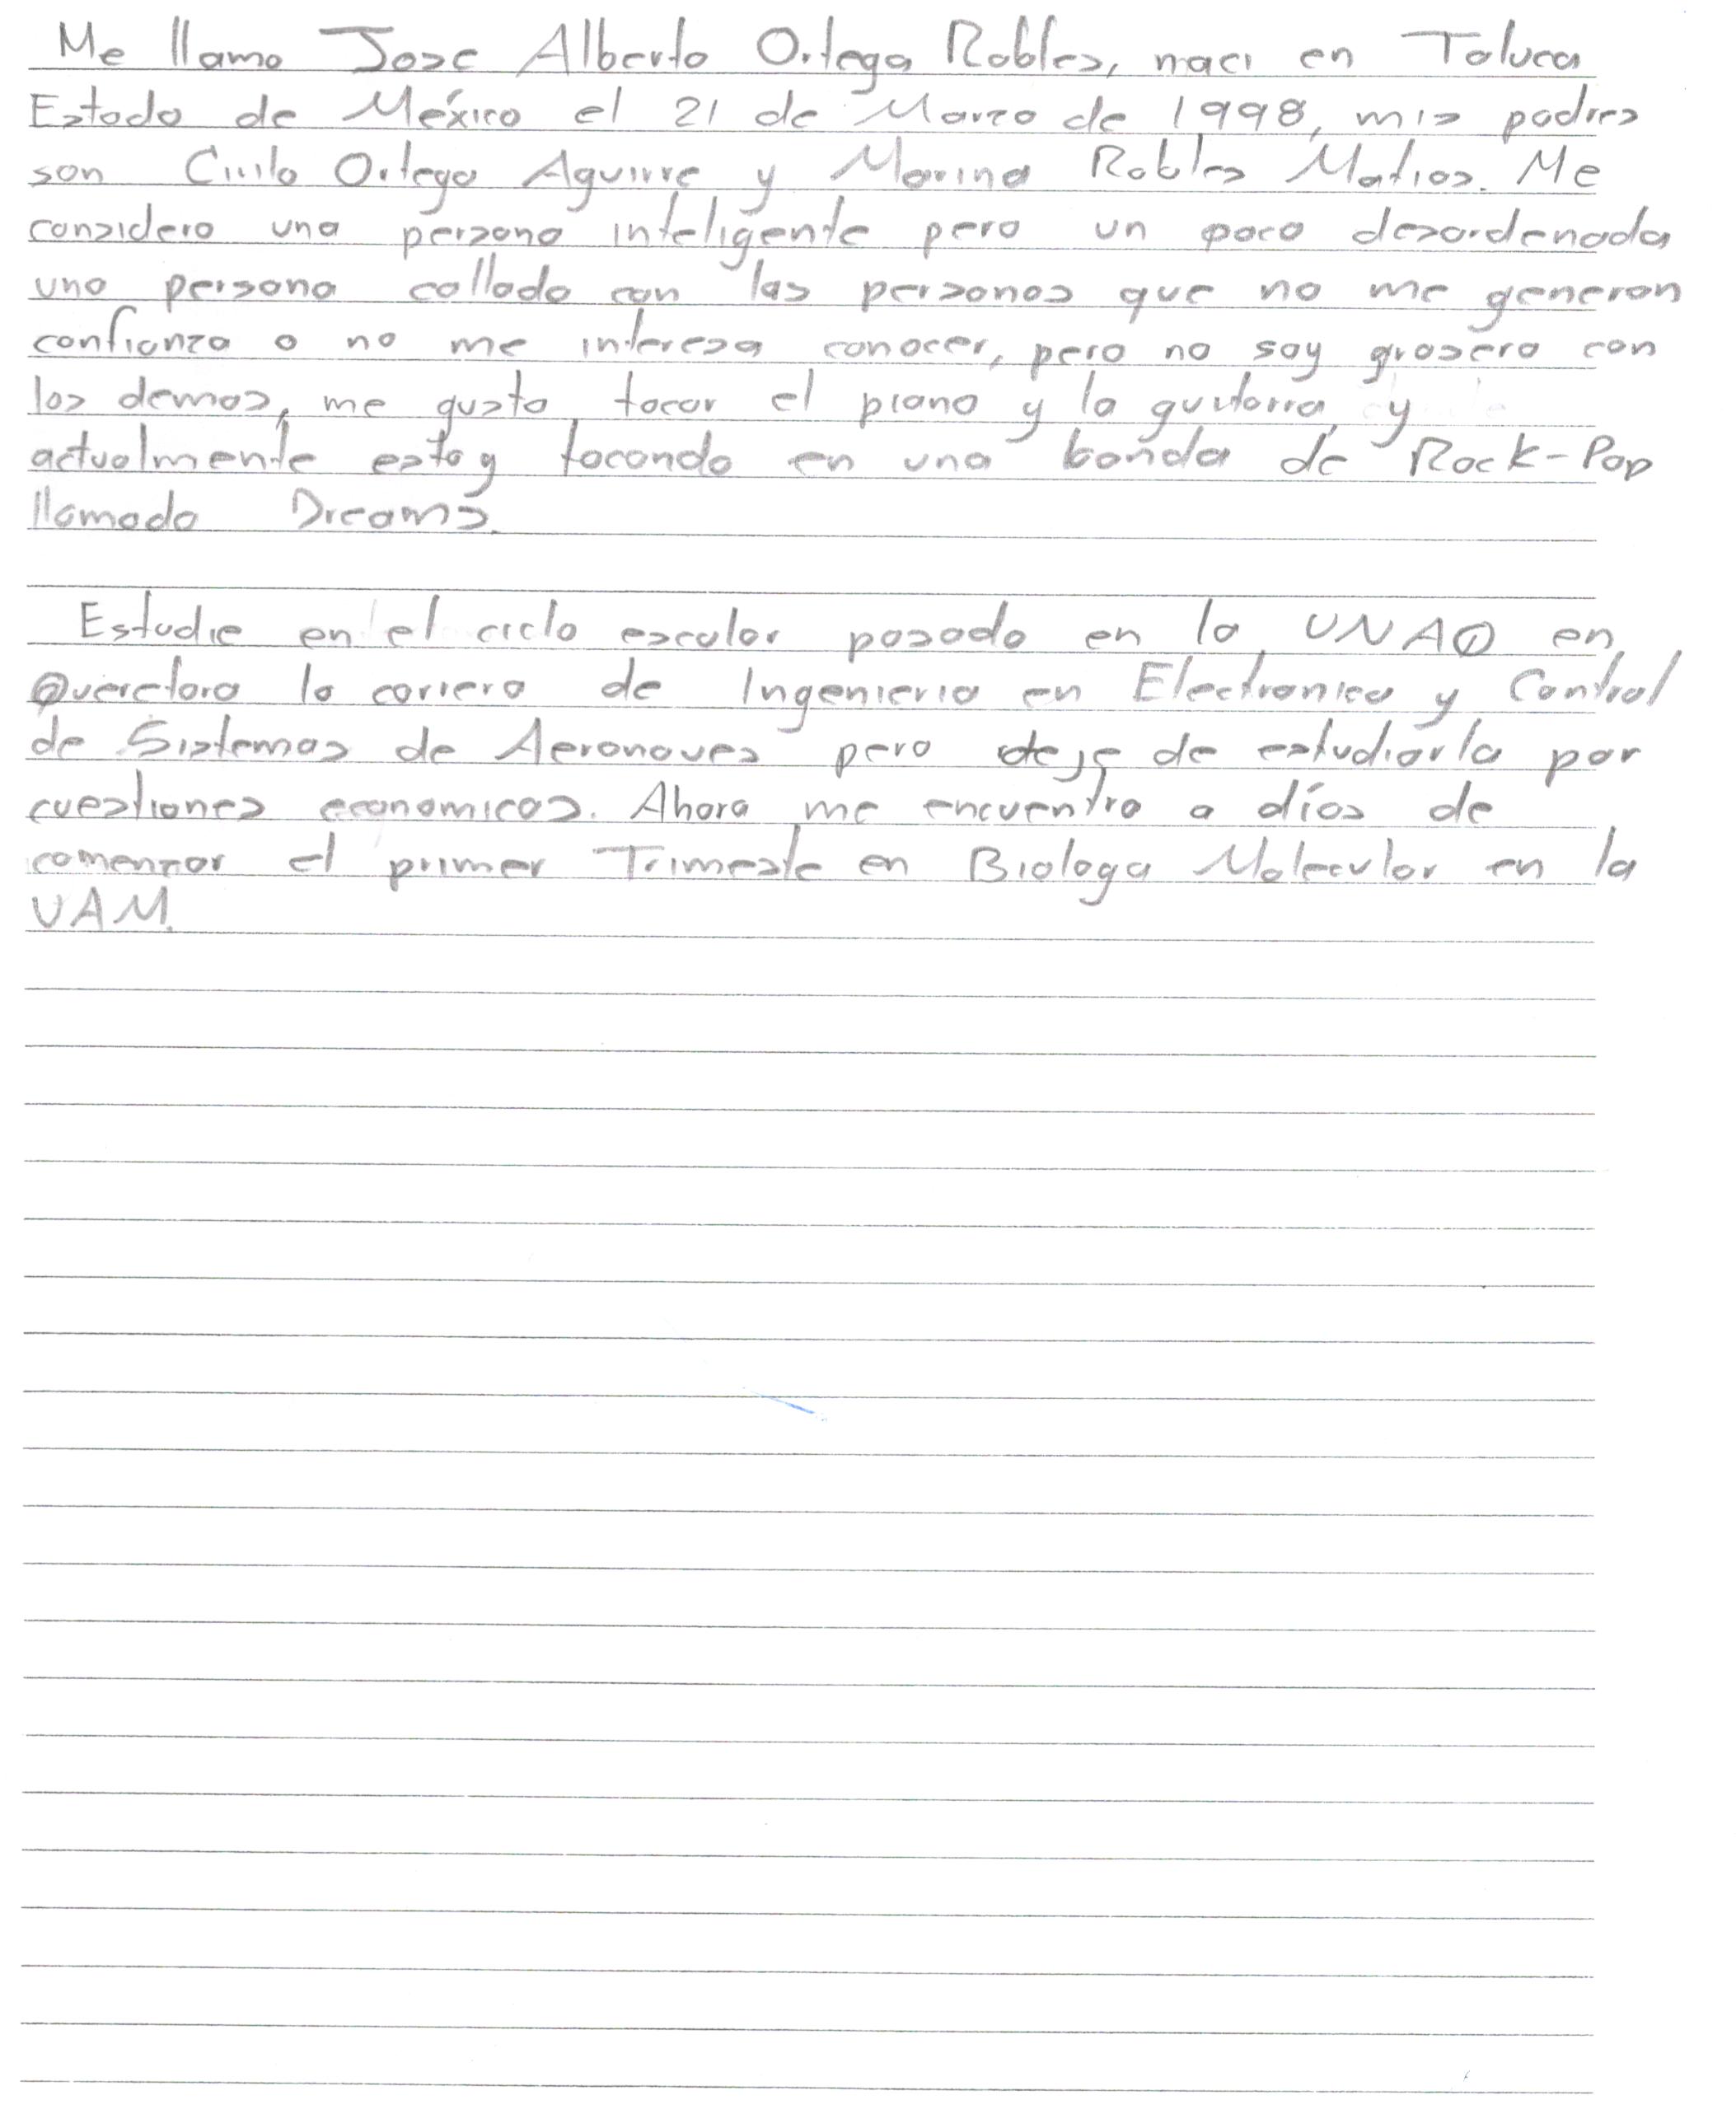 Me llamo Jose Alberto Ortega Robles, naci en Toluca
Estado de México el 21 de Marzo de 1998, mis padres
son Cirilo Ortega Aguirre y Marina Robles Matias. Me
considero una persona inteligente pero un poco desordenada
una persona callada con las personas que no me generan
confianza o no me interesa conocer, pero no soy grosero con
los demas, me gusta tocar el piano y la guitarra, y
actualmente estoy tocando en una banda de Rock-Pop
llamada Dreams.
Estudie en el ciclo escolar pasado en la UNAQ en
Queretaro la carrera de Ingenieria en Electronica y Control
de Sistemas de Aeronaves pero deje de estudiarla por
cuestiones economicas. Ahora me encuentro a días de
comenzar el primer Trimestre en Biologa Molecular en la
UAM.